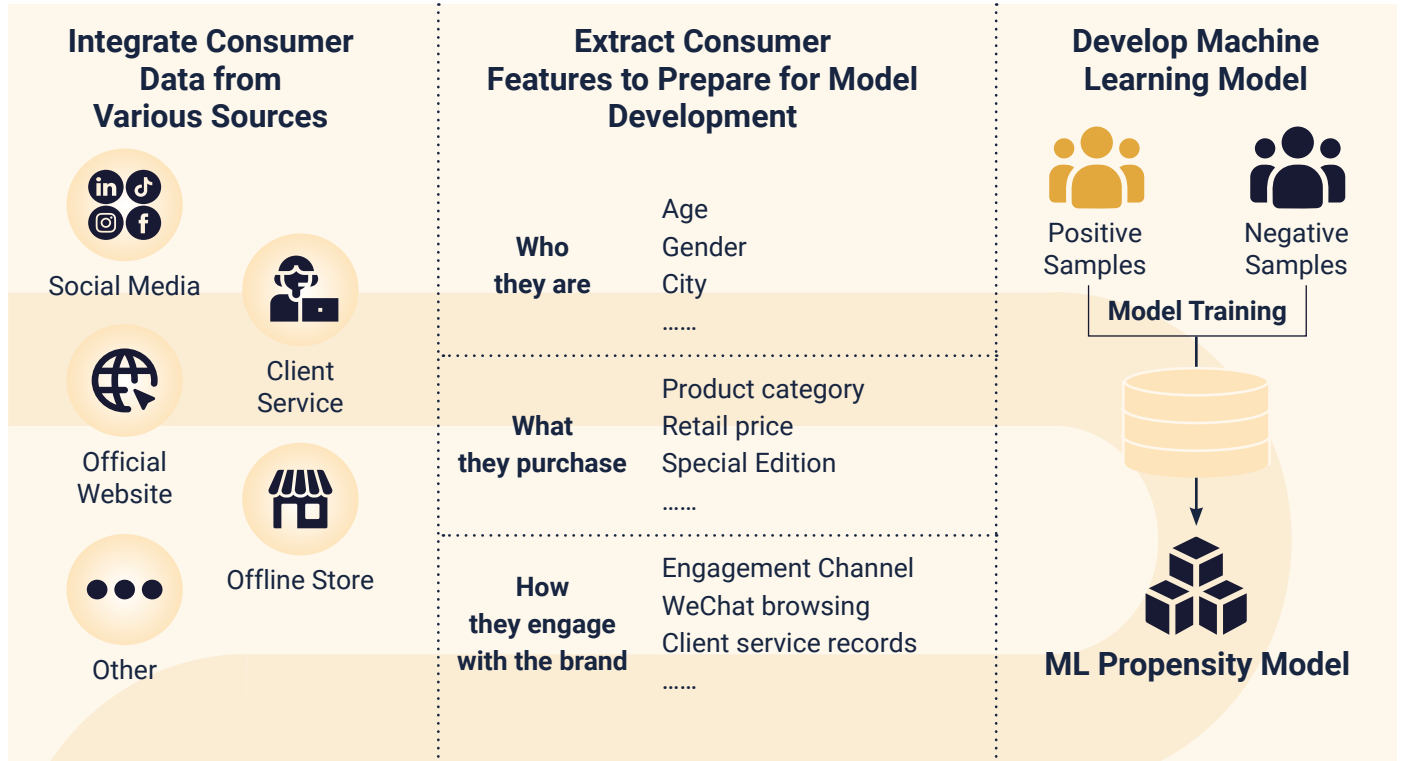 Integrate Consumer
Data from
Various Sources
Social Media
Client
Service
Official
Website
Offline Store
Other
Extract Consumer
Features to Prepare for Model
Development
Who
they are
Age
Gender
City
......
What
they purchase
Product category
Retail price
Special Edition
......
How
they engage
with the brand
Engagement Channel
WeChat browsing
Client service records
......
Develop Machine
Learning Model
Positive
Samples
Negative
Samples
Model Training
ML Propensity Model